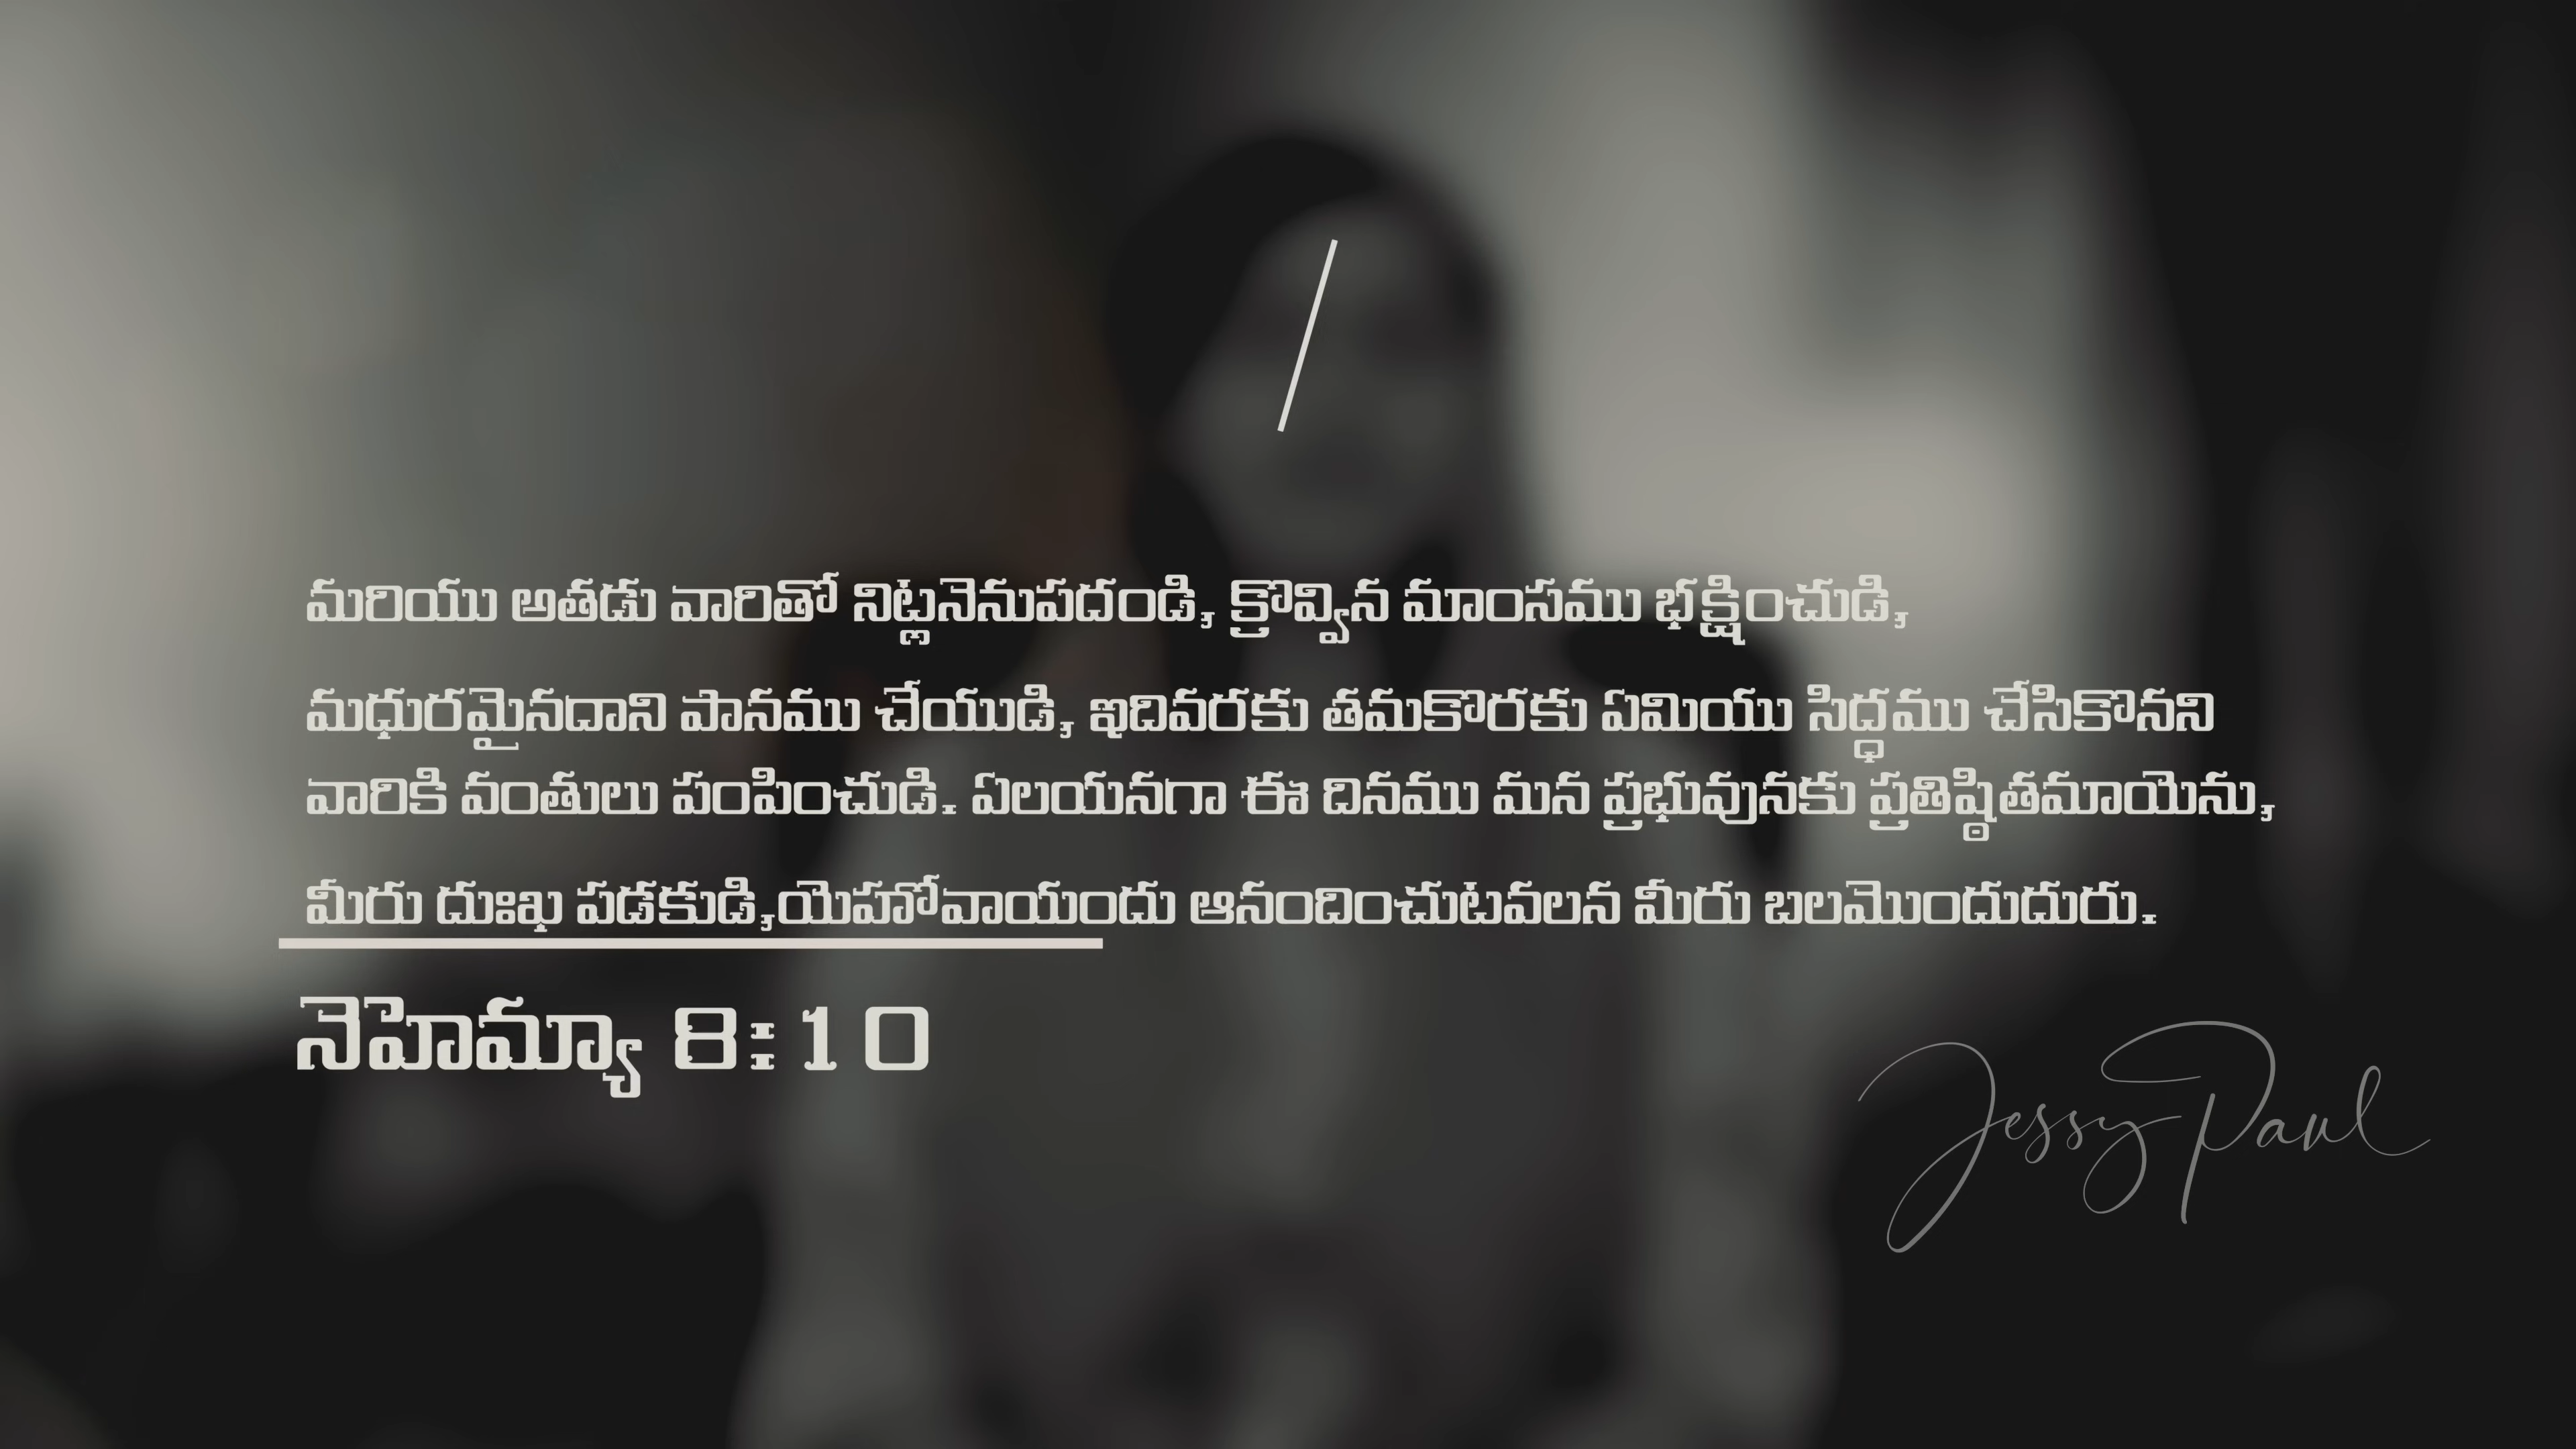 మరియు అతడు వారితో నిట్లనెనుపదండి, క్రొవ్విన మాంసము భక్షించుడి,
మధురమైనదాని పానము చేయుడి, ఇదివరకు తమకొరకు ఏమియు సిద్ధము చేసికొనని
వారికి వంతులు పంపించుడి. ఏలయనగా ఈ దినము మన ప్రభువునకు ప్రతిష్ఠితమాయెను,
మీరు దుఃఖ పడకుడి,యెహోవాయందు ఆనందించుటవలన మీరు బలమొందుదురు.
నెహెమ్యా 8:10
Jessy Paul